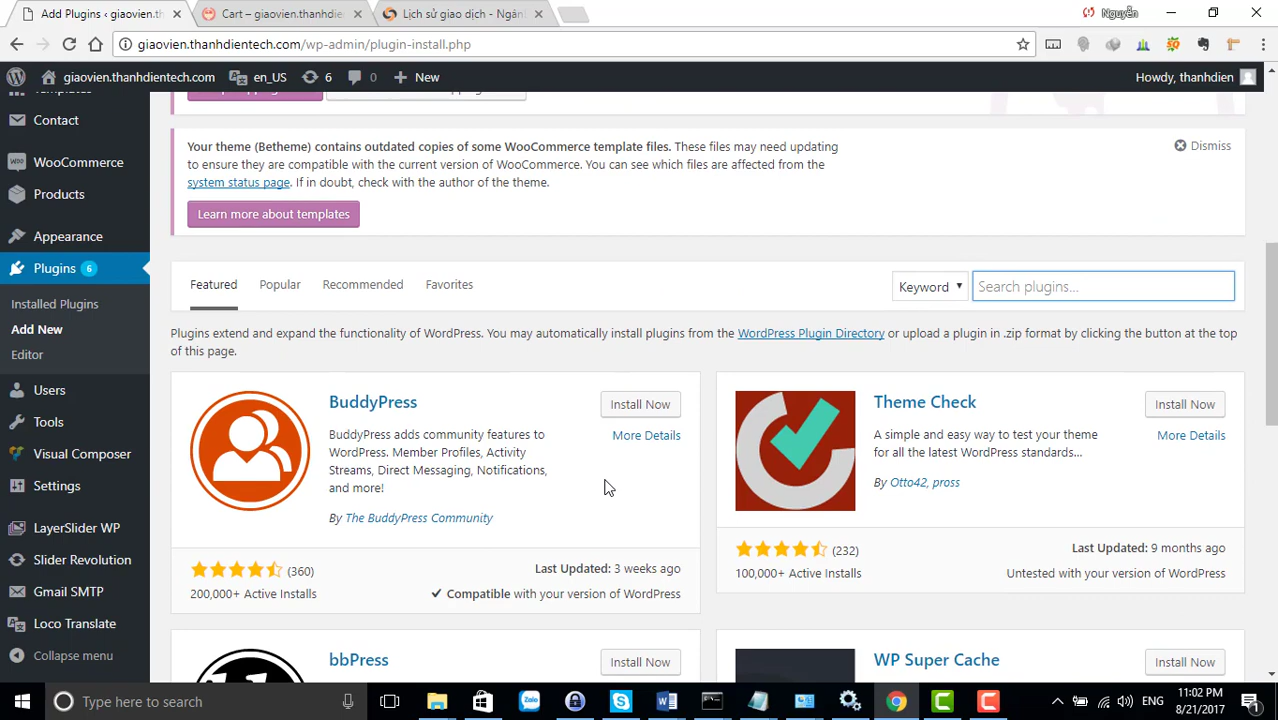 Add Plugins ‹ giaovien.th
Cart – giaovien.thanhdien
Lịch sử giao dịch - Ngân
Nguyễn
giaovien.thanhdientech.com/wp-admin/plugin-install.php
giaovien.thanhdientech.com
en_US
6
0
New
Howdy, thanhdien
Templates
Contact
WooCommerce
Products
Appearance
Plugins 6
Installed Plugins
Add New
Editor
Users
Tools
Visual Composer
Settings
LayerSlider WP
Slider Revolution
Gmail SMTP
Loco Translate
Collapse menu
Your theme (Betheme) contains outdated copies of some WooCommerce template files. These files may need updating
to ensure they are compatible with the current version of WooCommerce. You can see which files are affected from the
system status page. If in doubt, check with the author of the theme.
Dismiss
Learn more about templates
Featured Popular Recommended Favorites
Keyword
Search plugins...
Plugins extend and expand the functionality of WordPress. You may automatically install plugins from the WordPress Plugin Directory or upload a plugin in .zip format by clicking the button at the top
of this page.
BuddyPress
Install Now
More Details
BuddyPress adds community features to
WordPress. Member Profiles, Activity
Streams, Direct Messaging, Notifications,
and more!
By The BuddyPress Community
(360)
200,000+ Active Installs
Last Updated: 3 weeks ago
Compatible with your version of WordPress
Theme Check
Install Now
More Details
A simple and easy way to test your theme
for all the latest WordPress standards...
By Otto42, pross
(232)
100,000+ Active Installs
Last Updated: 9 months ago
Untested with your version of WordPress
bbPress
Install Now
WP Super Cache
Install Now
Type here to search
Zalo
ENG
11:02 PM
8/21/2017
1